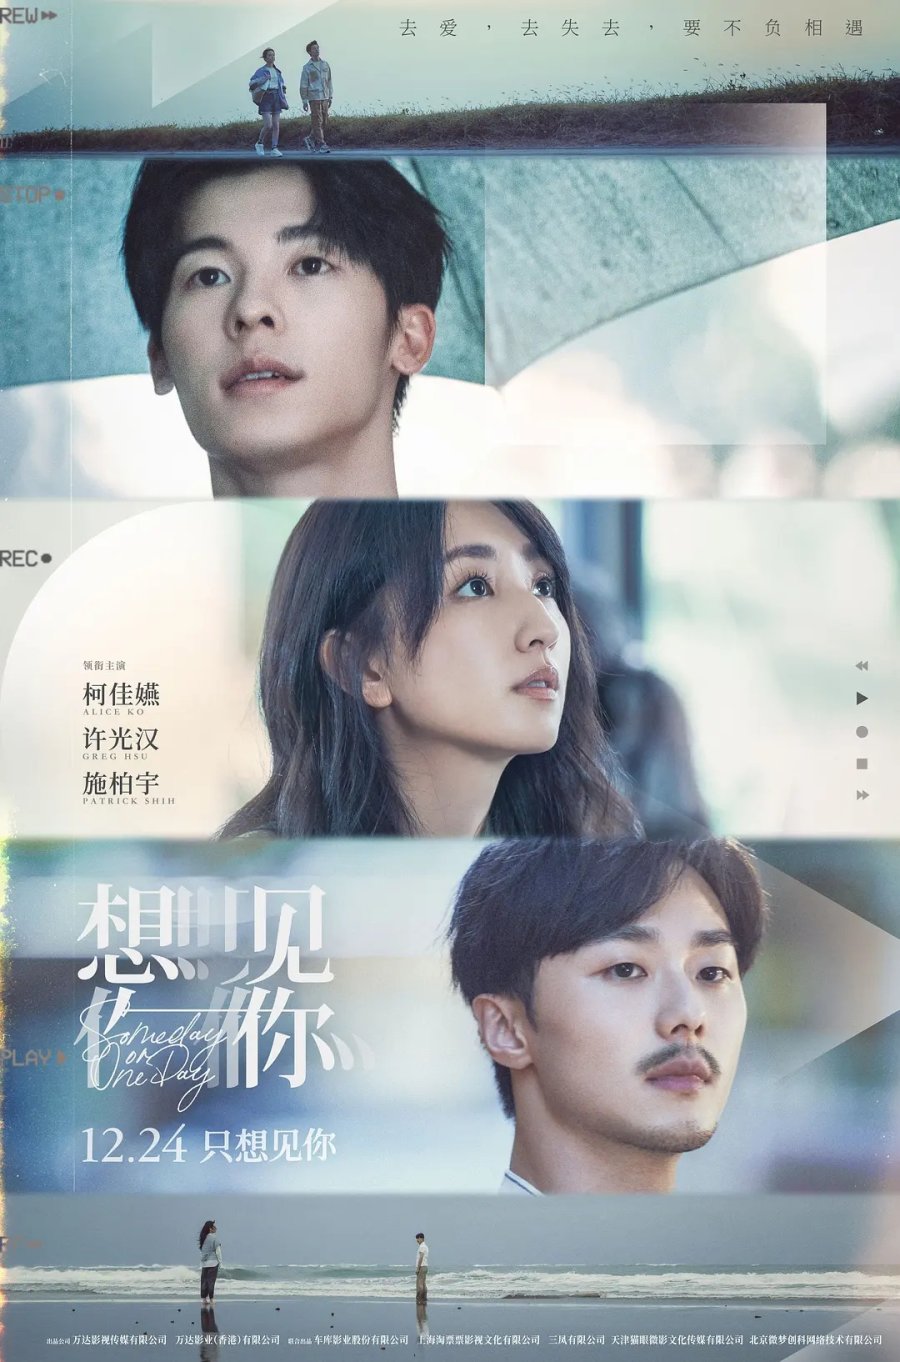 REW
去爱，去失去，要不负相遇
STOP
REC
领衔主演
柯佳嬿
ALICE KO
许光汉
GREG HSU
施柏宇
PATRICK SHIH
想见你
Someday
or
One Day
PLAY
12.24 只想见你
出品公司 万达影视传媒有限公司 万达影业(香港)有限公司 联合出品 车库影业股份有限公司 上海淘票票影视文化有限公司 三凤有限公司 天津猫眼微影文化传媒有限公司 北京微梦创科网络技术有限公司